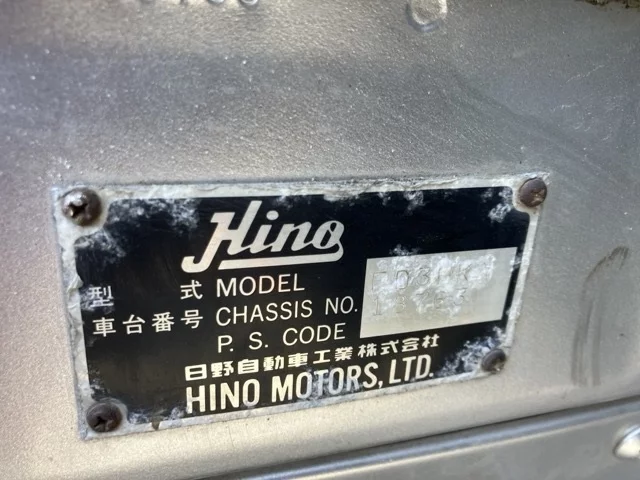 Hino
型 式 MODEL
車台番号 CHASSIS NO.
P. S. CODE
日野自動車工業株式会社
HINO MOTORS, LTD.